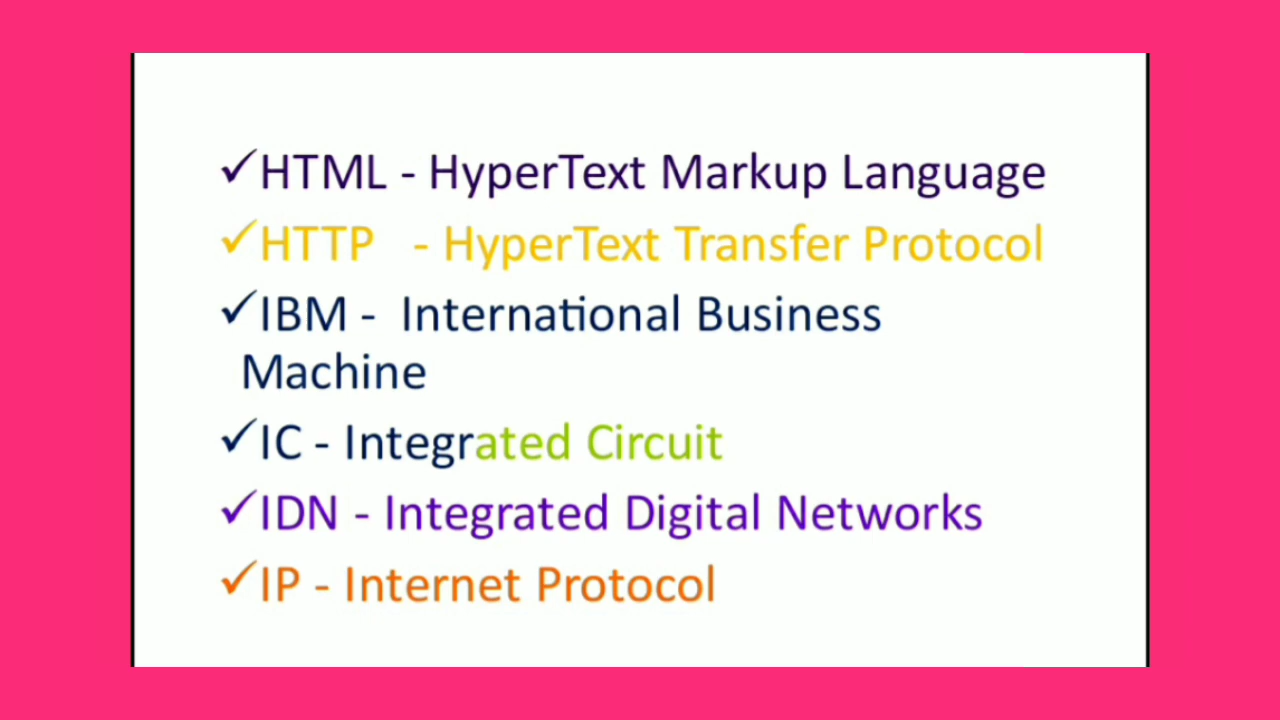 ✓HTML - HyperText Markup Language
✓HTTP - HyperText Transfer Protocol
✓IBM - International Business
Machine
✓IC - Integrated Circuit
✓IDN - Integrated Digital Networks
✓IP - Internet Protocol